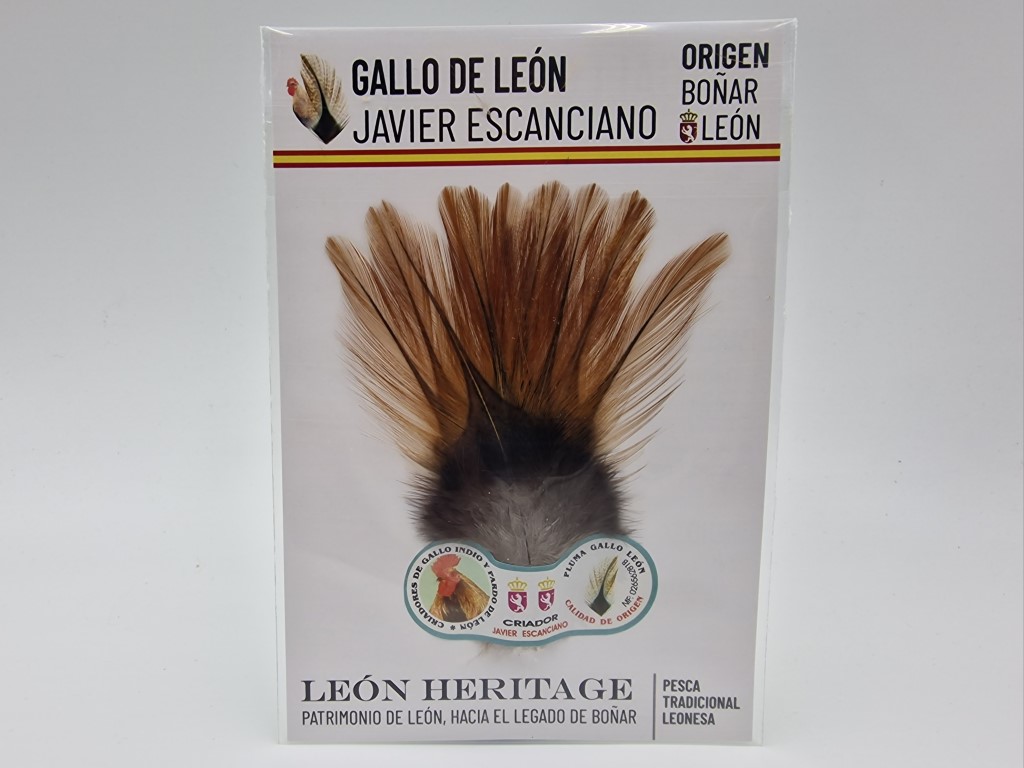 GALLO DE LEÓN
JAVIER ESCANCIANO
ORIGEN
BOÑAR
LEÓN
CRIADORES DE GALLO INDIO Y PARDO DE LEÓN *
CRIADOR
JAVIER ESCANCIANO
PLUMA GALLO LEÓN
CALIDAD DE ORIGEN
LEÓN HERITAGE
PATRIMONIO DE LEÓN, HACIA EL LEGADO DE BOÑAR
PESCA
TRADICIONAL
LEONESA